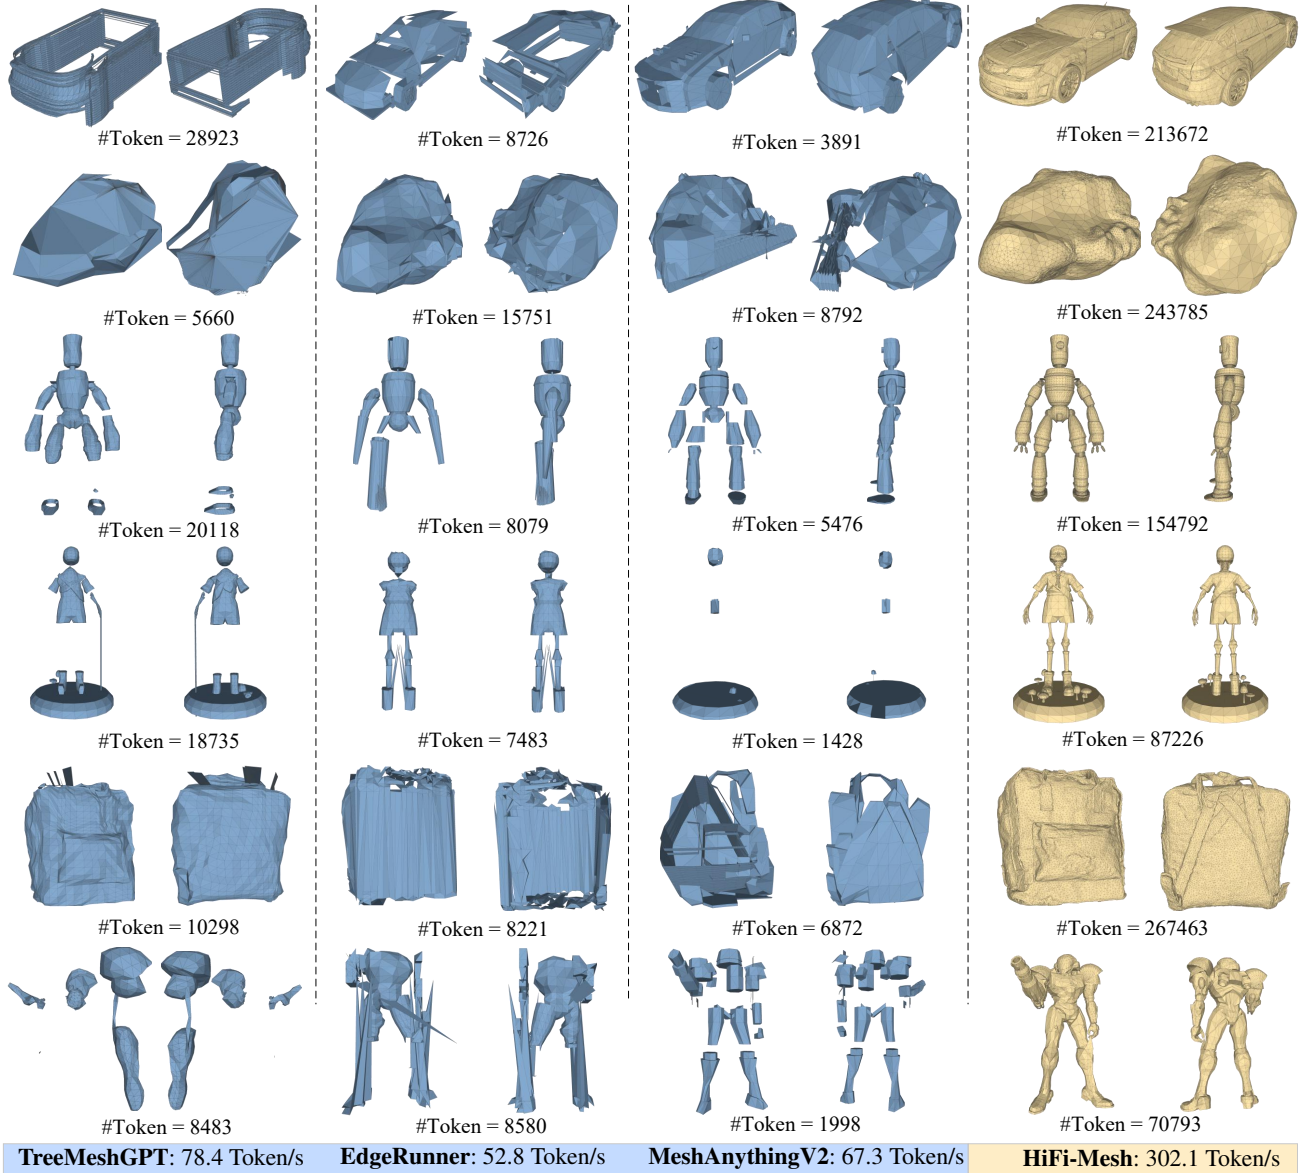 #Token = 28923
#Token = 8726
#Token = 3891
#Token = 213672
#Token = 5660
#Token = 15751
#Token = 8792
#Token = 243785
#Token = 20118
#Token = 8079
#Token = 5476
#Token = 154792
#Token = 18735
#Token = 7483
#Token = 1428
#Token = 87226
#Token = 10298
#Token = 8221
#Token = 6872
#Token = 267463
#Token = 8483
#Token = 8580
#Token = 1998
#Token = 70793
TreeMeshGPT: 78.4 Token/s
EdgeRunner: 52.8 Token/s
MeshAnythingV2: 67.3 Token/s
HiFi-Mesh: 302.1 Token/s